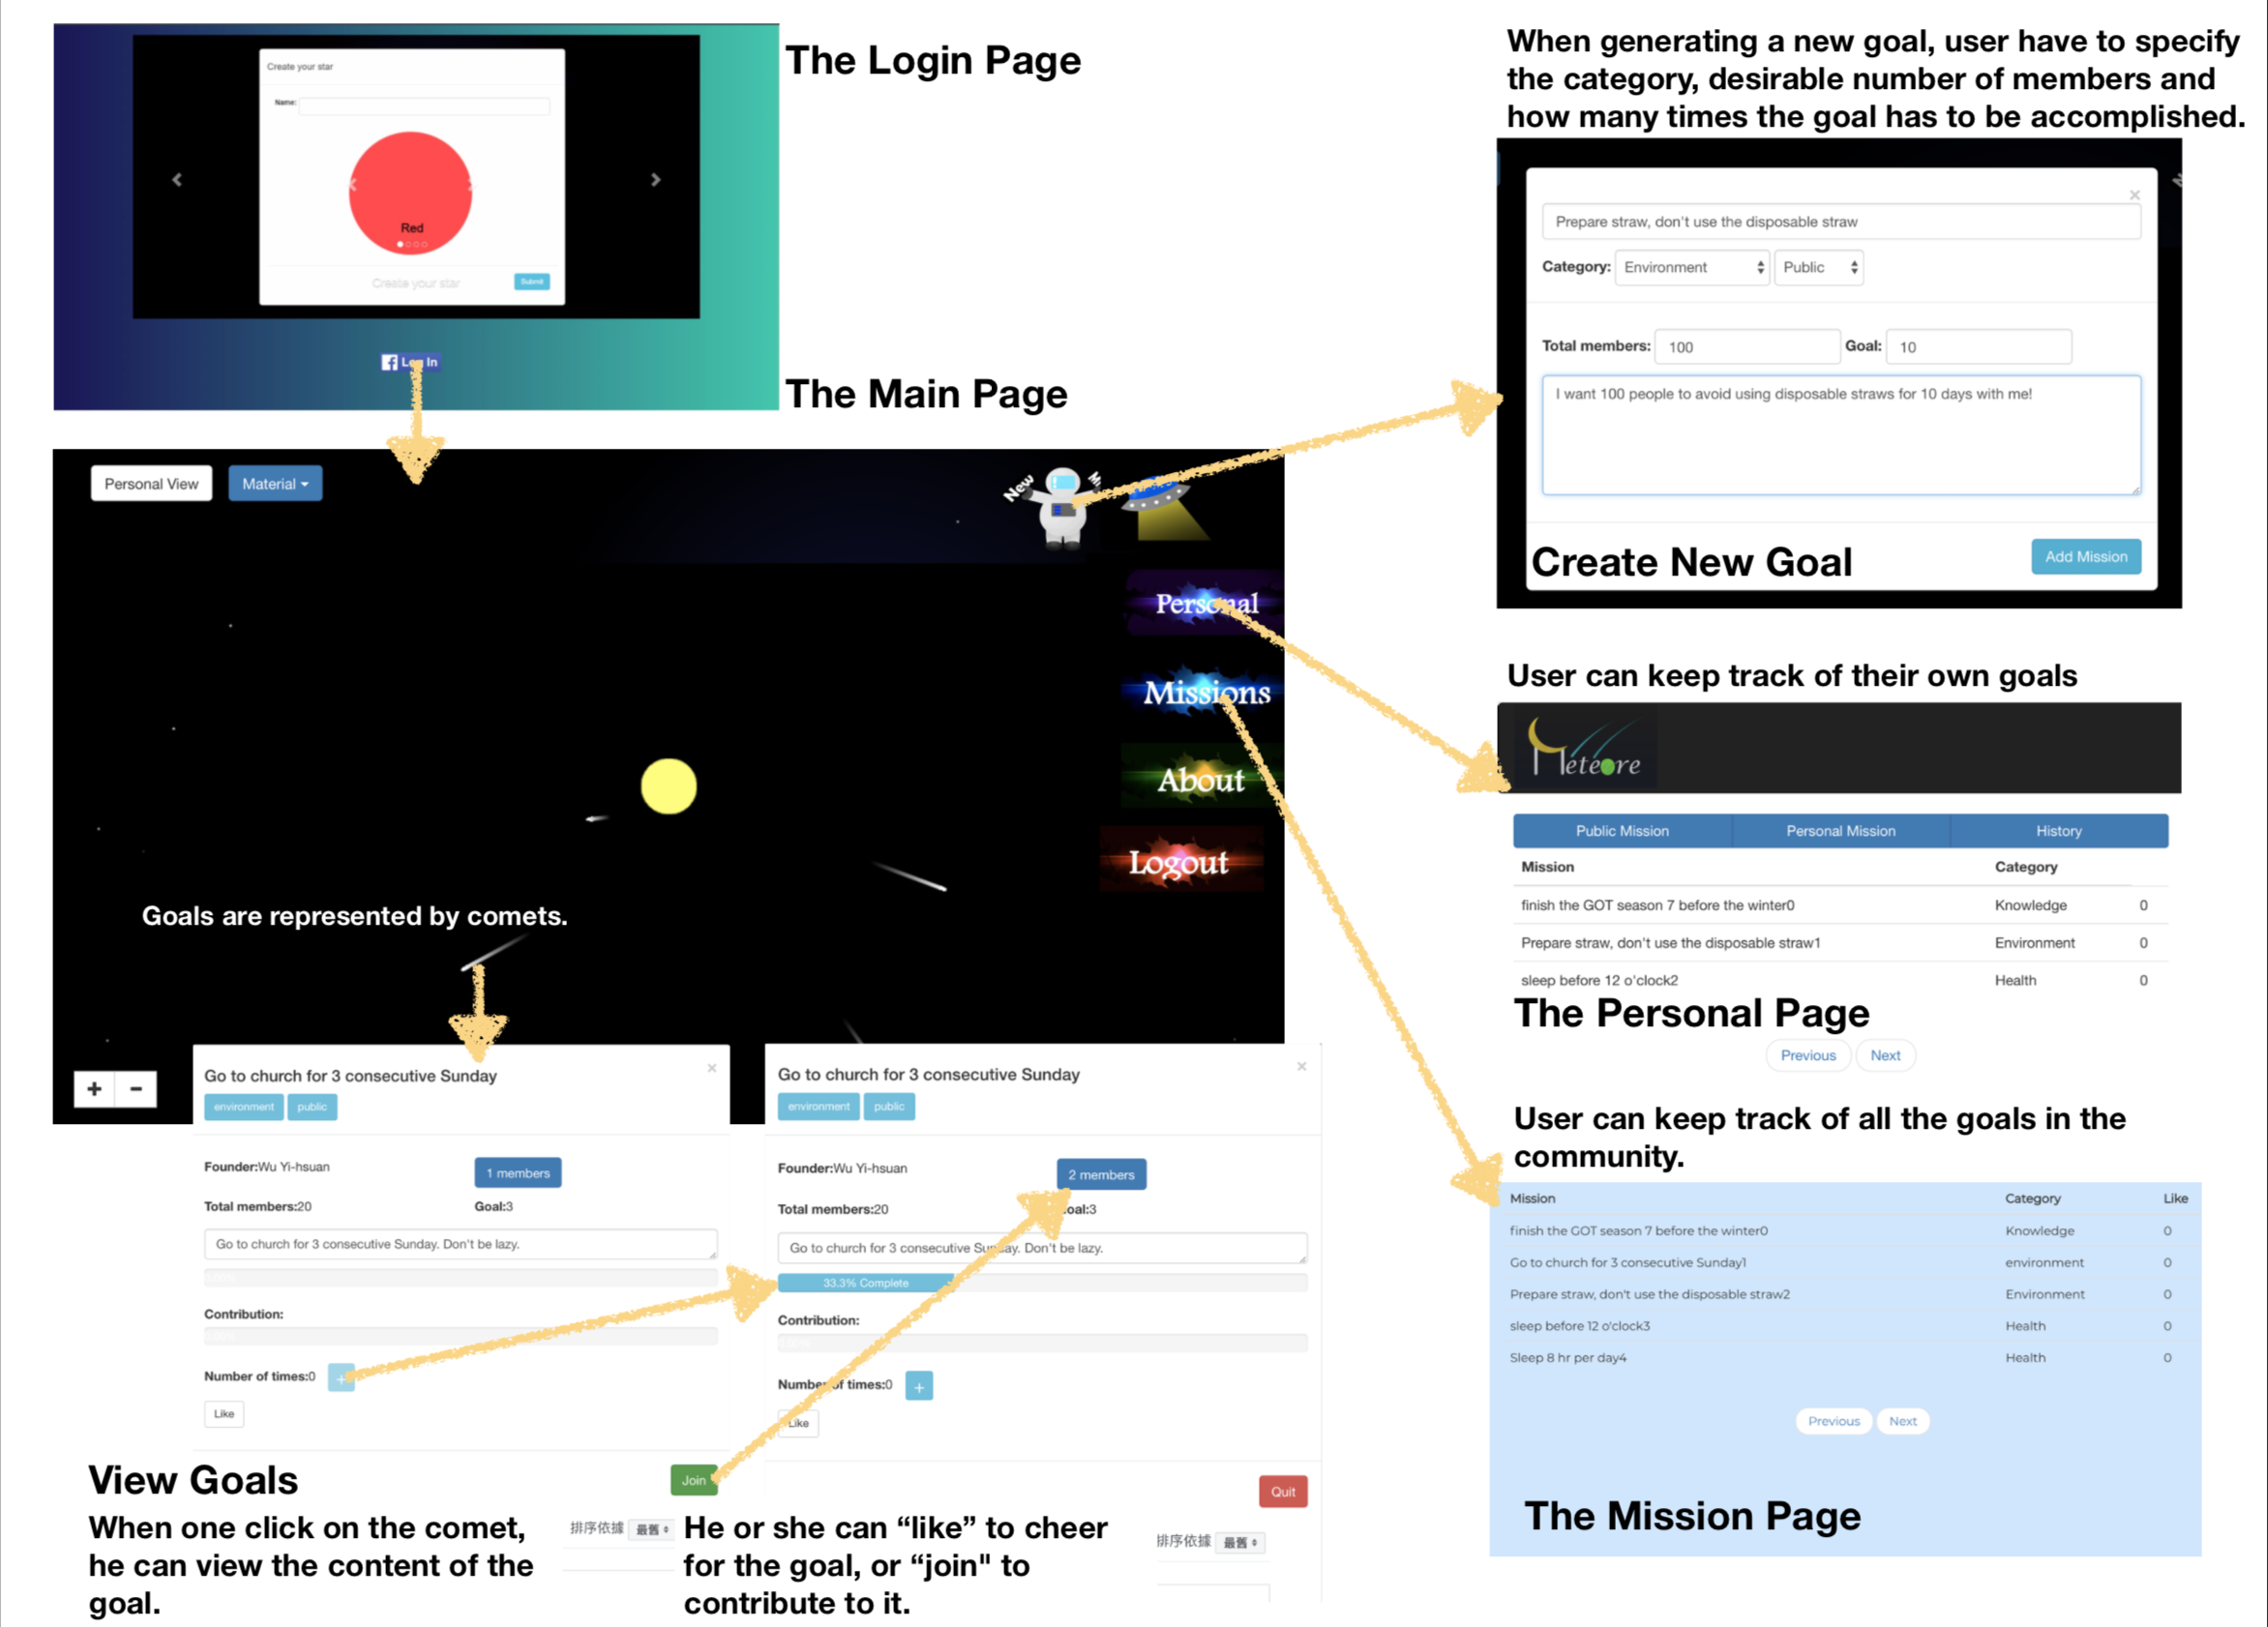 The Login Page
Create your star
Name:
Red
Create your star
Submit
Log In
The Main Page
Personal View
Material
New
Personal
Missions
About
Logout
Goals are represented by comets.
+ −
Go to church for 3 consecutive Sunday
environment public
Founder:Wu Yi-hsuan
1 members
Total members:20
Goal:3
Go to church for 3 consecutive Sunday. Don't be lazy.
Contribution:
Number of times:0
+
Like
Join
排序依據 最舊
View Goals
When one click on the comet,
he can view the content of the
goal.
×
Go to church for 3 consecutive Sunday
×
environment public
Founder:Wu Yi-hsuan
2 members
Total members:20
oal:3
Go to church for 3 consecutive Sunday. Don't be lazy.
33.3% Complete
Contribution:
Number of times:0
+
Like
Quit
排序依據 最舊
He or she can “like” to cheer
for the goal, or “join" to
contribute to it.
When generating a new goal, user have to specify
the category, desirable number of members and
how many times the goal has to be accomplished.
×
Prepare straw, don't use the disposable straw
Category: Environment Public
Total members: 100 Goal: 10
I want 100 people to avoid using disposable straws for 10 days with me!
Create New Goal
Add Mission
User can keep track of their own goals
Météore
Public Mission Personal Mission History
Mission Category
finish the GOT season 7 before the winter0 Knowledge 0
Prepare straw, don't use the disposable straw1 Environment 0
sleep before 12 o'clock2 Health 0
The Personal Page
Previous Next
User can keep track of all the goals in the
community.
Mission Category Like
finish the GOT season 7 before the winter0 Knowledge 0
Go to church for 3 consecutive Sunday1 environment 0
Prepare straw, don't use the disposable straw2 Environment 0
sleep before 12 o'clock3 Health 0
Sleep 8 hr per day4 Health 0
Previous Next
The Mission Page